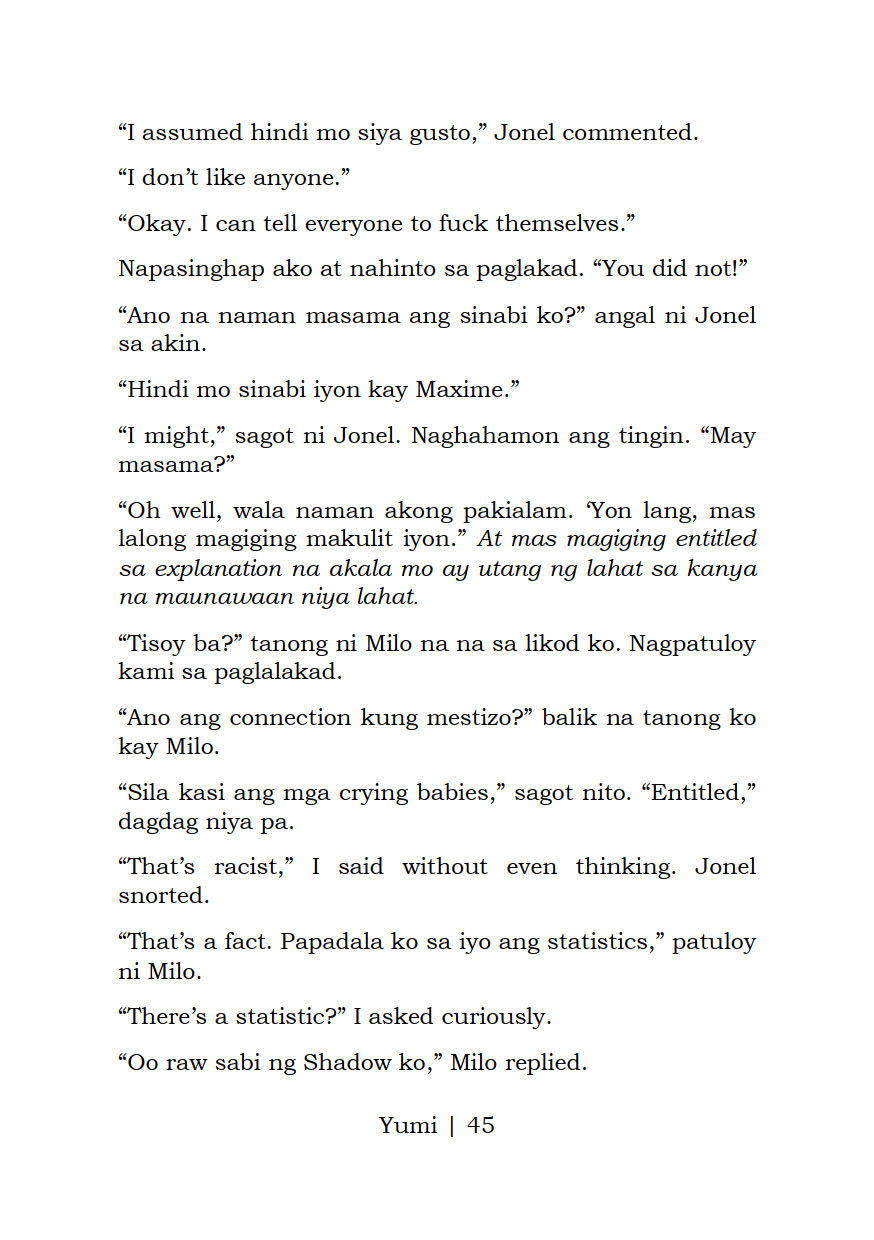 “I assumed hindi mo siya gusto,” Jonel commented.
“I don’t like anyone.”
“Okay. I can tell everyone to fuck themselves.”
Napasinghap ako at nahinto sa paglakad. “You did not!”
“Ano na naman masama ang sinabi ko?” angal ni Jonel
sa akin.
“Hindi mo sinabi iyon kay Maxime.”
“I might,” sagot ni Jonel. Naghahamon ang tingin. “May
masama?”
“Oh well, wala naman akong pakialam. ‘Yon lang, mas
lalong magiging makulit iyon.” At mas magiging entitled
sa explanation na akala mo ay utang ng lahat sa kanya
na maunawaan niya lahat.
“Tisoy ba?” tanong ni Milo na na sa likod ko. Nagpatuloy
kami sa paglalakad.
“Ano ang connection kung mestizo?” balik na tanong ko
kay Milo.
“Sila kasi ang mga crying babies,” sagot nito. “Entitled,”
dagdag niya pa.
“That’s racist,” I said without even thinking. Jonel
snorted.
“That’s a fact. Papadala ko sa iyo ang statistics,” patuloy
ni Milo.
“There’s a statistic?” I asked curiously.
“Oo raw sabi ng Shadow ko,” Milo replied.
Yumi | 45